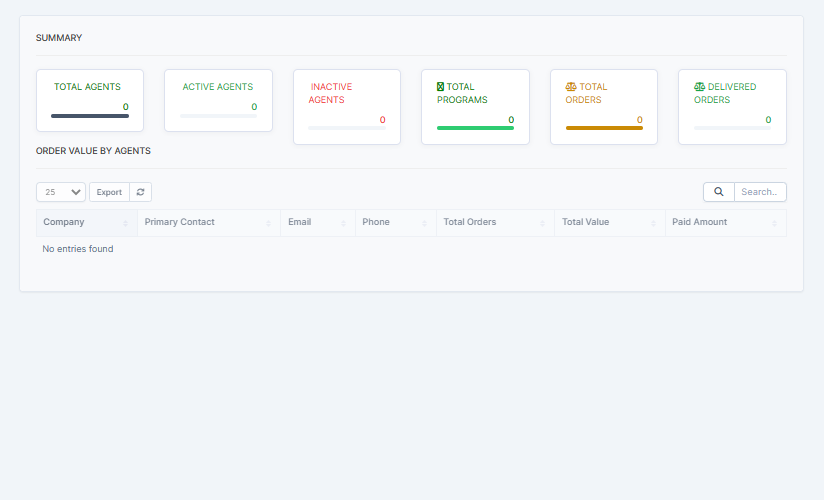 SUMMARY
TOTAL AGENTS
0
ACTIVE AGENTS
0
INACTIVE
AGENTS
0
TOTAL
PROGRAMS
0
TOTAL
ORDERS
0
DELIVERED
ORDERS
0
ORDER VALUE BY AGENTS
25 Export Search..
Company Primary Contact Email Phone Total Orders Total Value Paid Amount
No entries found